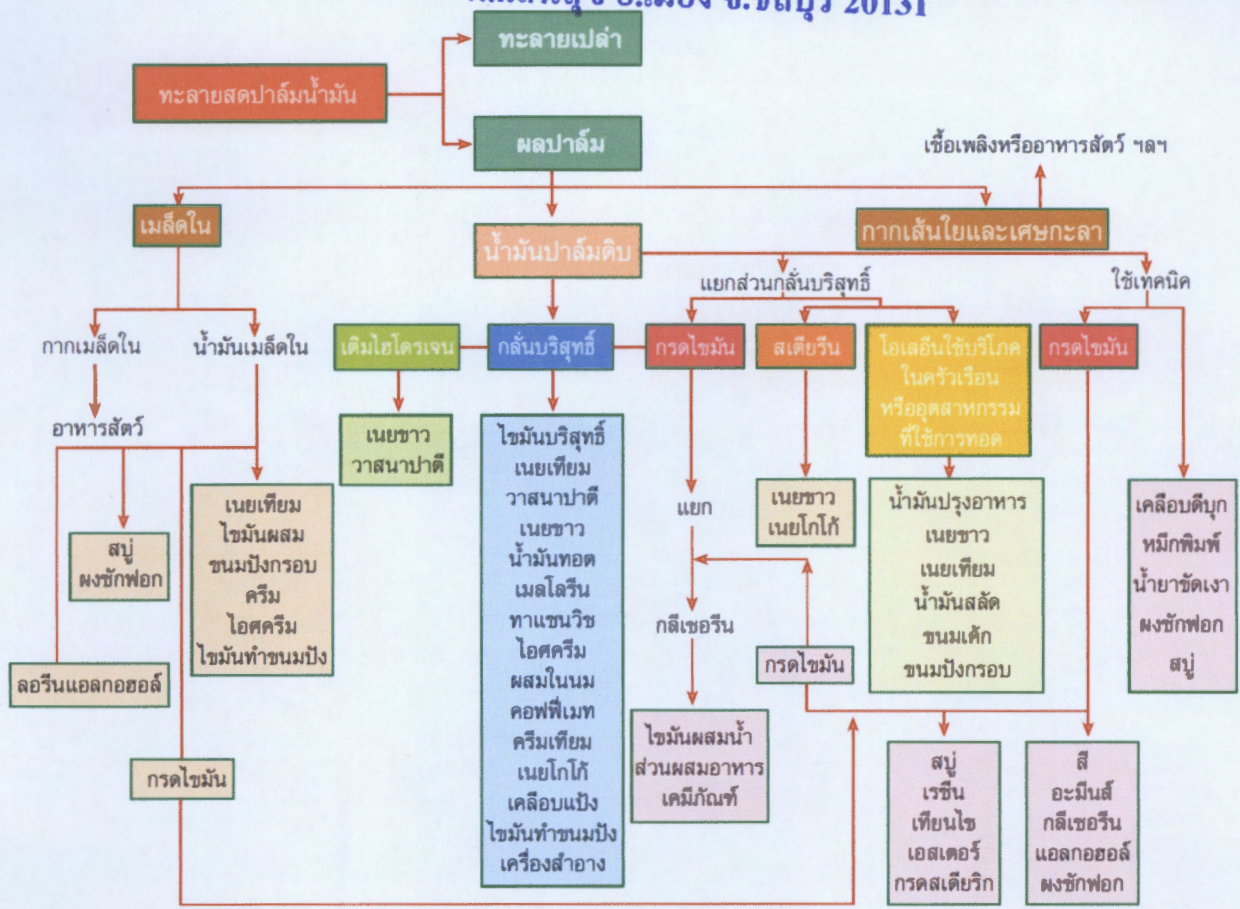 อ.เมือง จ.ชลบุรี 20131
ทะลายเปล่า
ทะลายสดปาล์มน้ำมัน
ผลปาล์ม
เชื้อเพลิงหรืออาหารสัตว์ ฯลฯ
เมล็ดใน
น้ำมันปาล์มดิบ
กากเส้นใยและเศษกะลา
แยกส่วนกลั่นบริสุทธิ์
ใช้เทคนิค
กากเมล็ดใน
น้ำมันเมล็ดใน
เติมไฮโดรเจน
กลั่นบริสุทธิ์
กรดไขมัน
สเตียรีน
โอเลอีนใช้บริโภค
ในครัวเรือน
หรืออุตสาหกรรม
ที่ใช้การทอด
กรดไขมัน
อาหารสัตว์
เนยขาว
วาสนาปาตี
ไขมันบริสุทธิ์
เนยเทียม
วาสนาปาตี
เนยขาว
น้ำมันทอด
เมลโลรีน
ทาแซนวิช
ไอศครีม
ผสมในนม
คอฟฟี่เมท
ครีมเทียม
เนยโกโก้
เคลือบแป้ง
ไขมันทำขนมปัง
เครื่องสำอาง
แยก
เนยขาว
เนยโกโก้
น้ำมันปรุงอาหาร
เนยขาว
เนยเทียม
น้ำมันสลัด
ขนมเค้ก
ขนมปังกรอบ
เคลือบดีบุก
หมึกพิมพ์
น้ำยาขัดเงา
ผงซักฟอก
สบู่
สบู่
ผงซักฟอก
เนยเทียม
ไขมันผสม
ขนมปังกรอบ
ครีม
ไอศครีม
ไขมันทำขนมปัง
กลีเซอรีน
กรดไขมัน
ลอรีนแอลกอฮอล์
กรดไขมัน
ไขมันผสมน้ำ
ส่วนผสมอาหาร
เคมีภัณฑ์
สบู่
เรซีน
เทียนไข
เอสเตอร์
กรดสเตียริก
สี
อะมีนส์
กลีเซอรีน
แอลกอฮอล์
ผงซักฟอก